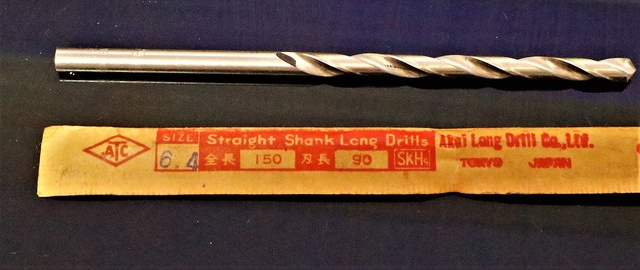 ATC
SIZE
6.4
Straight Shank Long Drills
全長 150 刃長 90 SKH4
Akai Long Drill Co.,Ltd.
TOKYO JAPAN